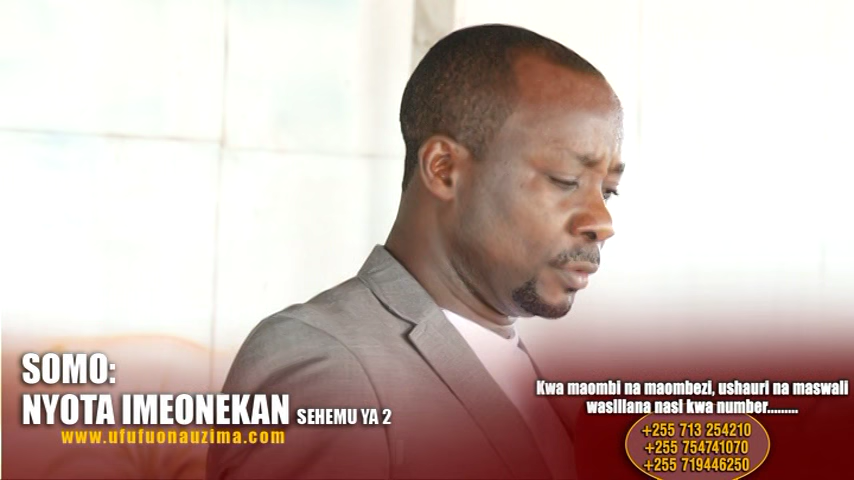 SOMO:
NYOTA IMEONEKAN SEHEMU YA 2
www.ufufuonauzima.com
Kwa maombi na maombezi, ushauri na maswali
wasiliana nasi kwa number.........
+255 713 254210
+255 754741070
+255 719446250